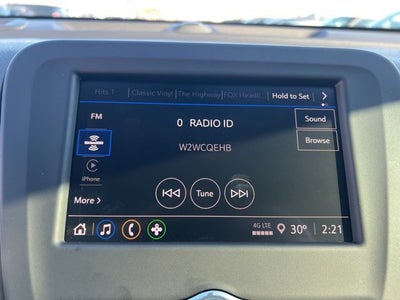 Hits 1 Classic Vinyl The Highway FOX Headli Hold to Set
FM
0 RADIO ID
Sound
Browse
W2WCQEHB
iPhone
Tune
More
4G LTE
30° 2:21